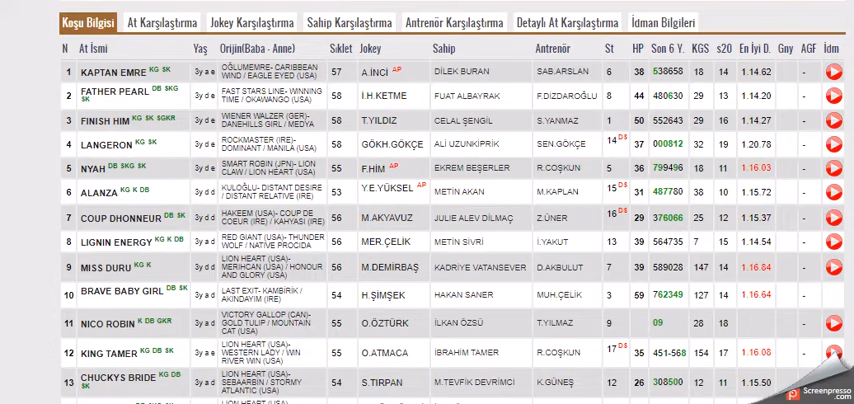 Koşu Bilgisi At Karşılaştırma Jokey Karşılaştırma Sahip Karşılaştırma Antrenör Karşılaştırma Detaylı At Karşılaştırma İdman Bilgileri
N At İsmi Yaş Orijin(Baba - Anne) Sıklet Jokey Sahip Antrenör St HP Son 6 Y. KGS s20 En İyi D. Gny AGF İdm
1 KAPTAN EMRE KG SK 3y a e OĞLUMEMRE- CARIBBEAN WIND / EAGLE EYED (USA) 57 A.İNCİ AP DİLEK BURAN SAB.ARSLAN 6 38 538658 18 14 1.14.62 -
2 FATHER PEARL DB SKG SK 3y d e FAST STARS LINE- WINNING TIME / OKAWANGO (USA) 58 İ.H.KETME FUAT ALBAYRAK F.DİZDAROĞLU 8 44 480630 29 13 1.14.20 -
3 FINISH HIM KG SK SGKR 3y d e WIENER WALZER (GER)- DANEHILLS GIRL / MEDYA 58 T.YILDIZ CELAL ŞENGİL S.YANMAZ 1 50 552643 29 16 1.14.27 -
4 LANGERON KG SK 3y d e ROCKMASTER (IRE)- DOMINANT / MANILA (USA) 58 GÖKH.GÖKÇE ALİ UZUNKIPRİK SEN.GÖKÇE 14 DS 37 000812 32 19 1.20.78 -
5 NYAH DB SKG SK 3y d e SMART ROBIN (JPN)- LION CLAW / LION HEART (USA) 55 F.HİM AP EKREM BEŞERLER R.COŞKUN 5 36 799496 18 11 1.16.03 -
6 ALANZA KG K DB 3y d d KULOĞLU- DISTANT DESIRE / DISTANT RELATIVE (IRE) 53 Y.E.YÜKSEL AP METİN AKAN M.KAPLAN 15 DS 31 487780 38 10 1.15.72 -
7 COUP DHONNEUR DB SK 3y d d HAKEEM (USA)- COUP DE COEUR (IRE) / KAHYASI (IRE) 56 M.AKYAVUZ JULIE ALEV DİLMAÇ Z.ÜNER 16 DS 29 376066 25 12 1.15.37 -
8 LIGNIN ENERGY KG K DB 3y a d RED GIANT (USA)- THUNDER WOLF / NATIVE PROCIDA 56 MER.ÇELİK METİN SİVRİ İ.YAKUT 13 39 564735 7 15 1.14.54 -
9 MISS DURU KG K 3y d d LION HEART (USA)- MERIHCAN (USA) / HONOUR AND GLORY (USA) 56 M.DEMİRBAŞ KADRİYE VATANSEVER D.AKBULUT 7 39 589028 147 14 1.16.84 -
10 BRAVE BABY GIRL DB SK 3y a d LAST EXIT- KAMBİRİK / AKINDAYIM (IRE) 54 H.ŞİMŞEK HAKAN SANER MUH.ÇELİK 3 59 762349 127 14 1.16.64 -
11 NICO ROBIN K DB GKR 3y a d VICTORY GALLOP (CAN)- GOLD TULIP / MOUNTAIN CAT (USA) 55 O.ÖZTÜRK İLKAN ÖZSÜ T.YILMAZ 9 09 28 18 -
12 KING TAMER KG DB SK 3y a e LION HEART (USA)- WESTERN LADY / WIN RIVER WIN (USA) 55 O.ATMACA İBRAHİM TAMER R.COŞKUN 17 DS 35 451-568 154 17 1.16.08 -
13 CHUCKYS BRIDE KG DB SK 3y a d LION HEART (USA)- SEBAARBİN / STORMY ATLANTIC (USA) 54 S.TIRPAN M.TEVFİK DEVRİMCİ K.GÜNEŞ 12 26 308500 12 11 1.15.50 -
Screenpresso.com